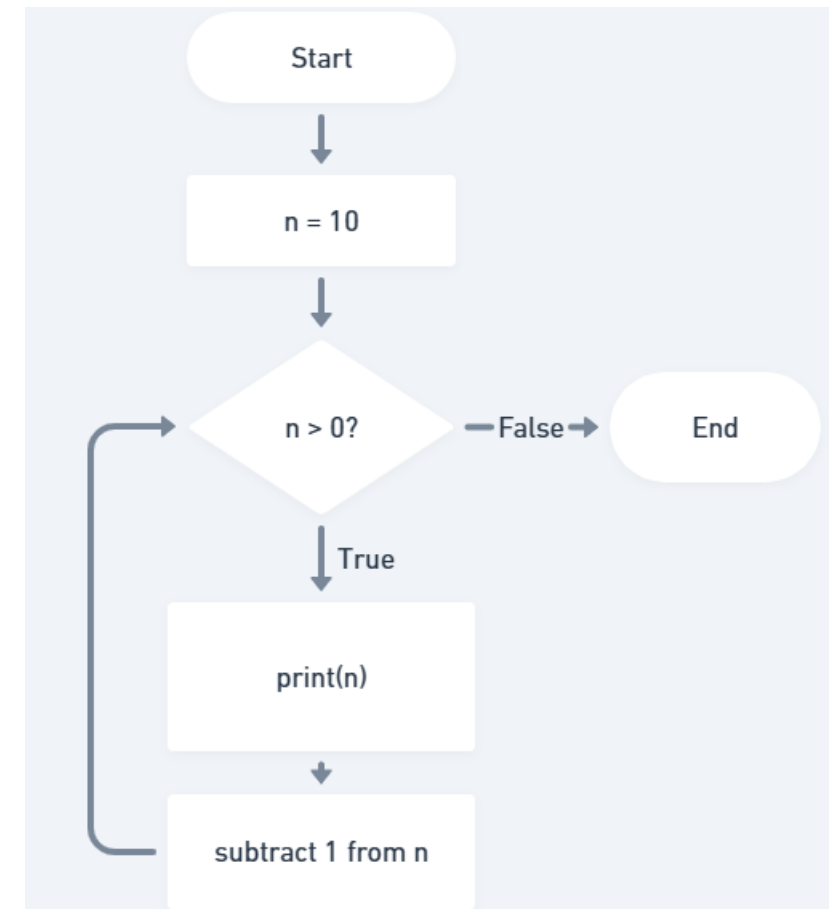 Start
n = 10
n > 0?
False
End
True
print(n)
subtract 1 from n